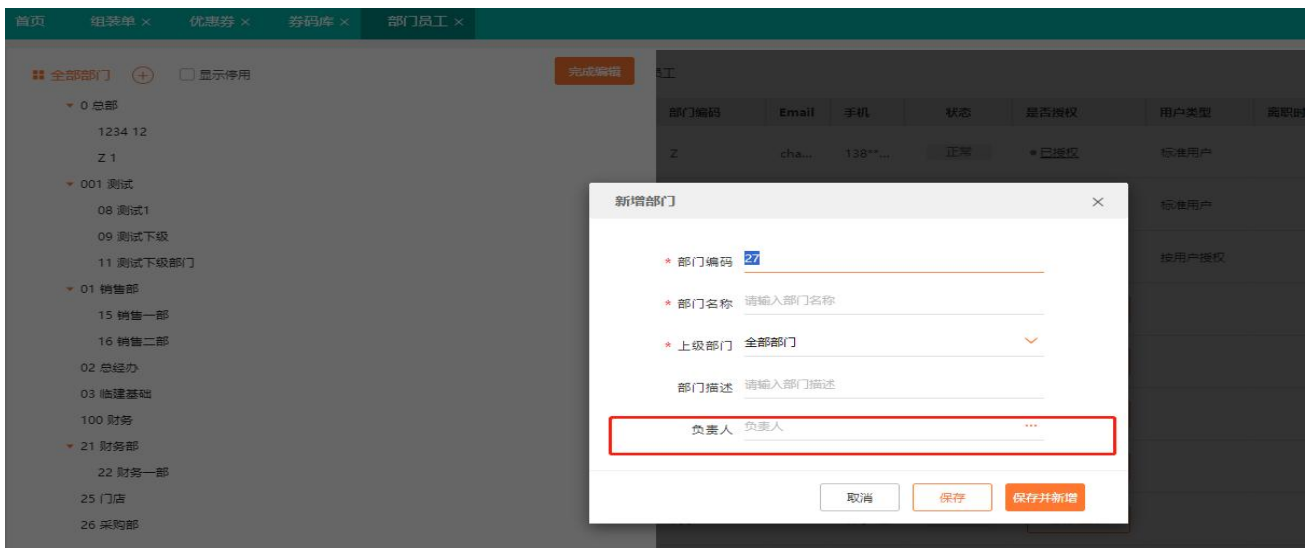 首页 组装单 × 优惠券 × 券码库 × 部门员工 ×
全部部门 显示停用 完成编辑
员工
部门编码 Email 手机 状态 是否授权 用户类型
Z cha... 138**... 正常 已授权 标准用户
标准用户
按用户授权
0 总部
1234 12
Z 1
001 测试
08 测试1
09 测试下级
11 测试下级部门
01 销售部
15 销售一部
16 销售二部
02 总经办
03 临建基础
100 财务
21 财务部
22 财务一部
25 门店
26 采购部
新增部门 ×
* 部门编码 27
* 部门名称 请输入部门名称
* 上级部门 全部部门
部门描述 请输入部门描述
负责人 负责人 ...
取消 保存 保存并新增